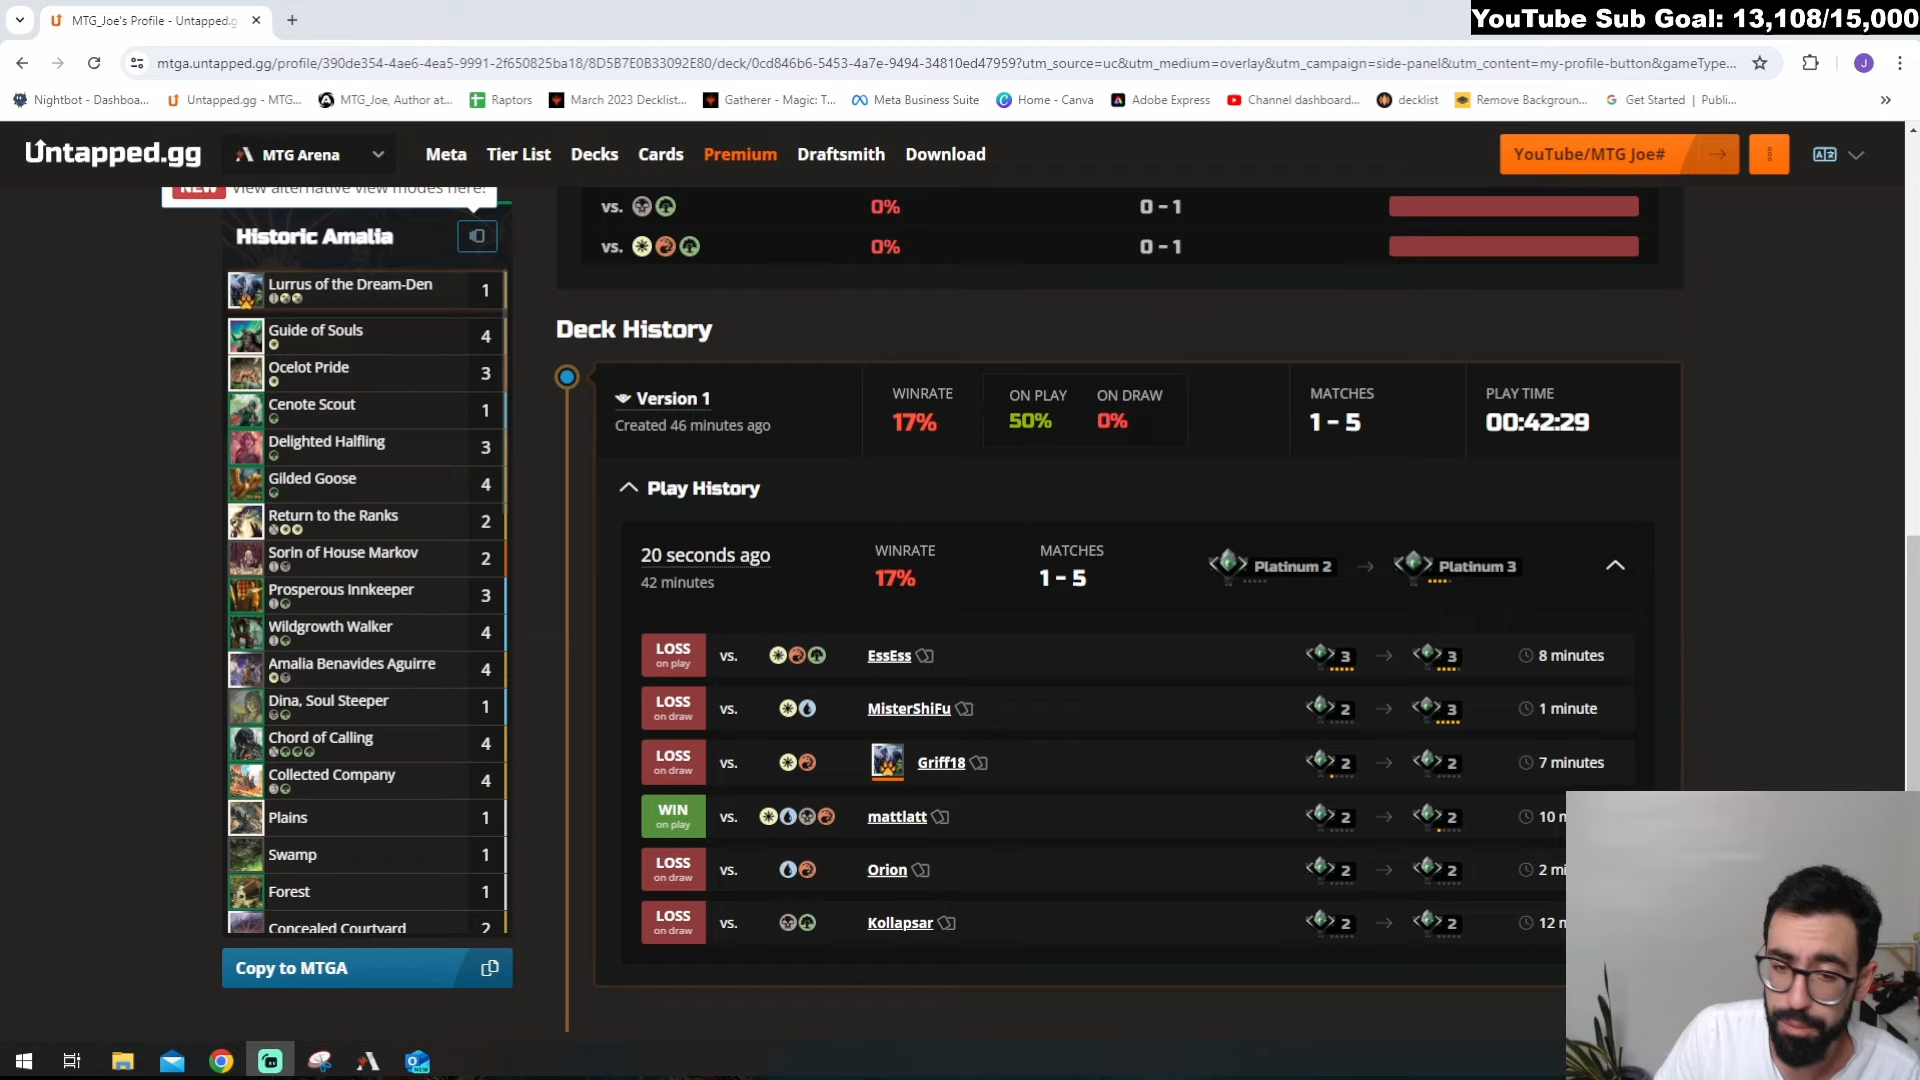 YouTube Sub Goal: 13,108/15,000
MTG_Joe's Profile - Untapped.g
mtga.untapped.gg/profile/390de354-4ae6-4ea5-9991-2f650825ba18/8D5B7E0B33092E80/deck/0cd846b6-5453-4a7e-9494-34810ed47959?utm_source=uc&utm_medium=overlay&utm_campaign=side-panel&utm_content=my-profile-button&gameType...
J
Nightbot - Dashboa... Untapped.gg - MTG... MTG_Joe, Author at... Raptors March 2023 Decklist... Gatherer - Magic: T... Meta Business Suite Home - Canva Adobe Express Channel dashboard... decklist Remove Backgroun... Get Started | Publi...
Untapped.gg MTG Arena Meta Tier List Decks Cards Premium Draftsmith Download YouTube/MTG Joe#
NEW View alternative view modes here!
vs. 0% 0 - 1
vs. 0% 0 - 1
Historic Amalia
Lurrus of the Dream-Den 1
Guide of Souls 4
Ocelot Pride 3
Cenote Scout 1
Delighted Halfling 3
Gilded Goose 4
Return to the Ranks 2
Sorin of House Markov 2
Prosperous Innkeeper 3
Wildgrowth Walker 4
Amalia Benavides Aguirre 4
Dina, Soul Steeper 1
Chord of Calling 4
Collected Company 4
Plains 1
Swamp 1
Forest 1
Concealed Courtyard 2
Copy to MTGA
Deck History
Version 1
Created 46 minutes ago
WINRATE
17%
ON PLAY
50%
ON DRAW
0%
MATCHES
1 - 5
PLAY TIME
00:42:29
Play History
20 seconds ago
42 minutes
WINRATE
17%
MATCHES
1 - 5
Platinum 2 → Platinum 3
LOSS on play vs. EssEss 3 → 3 8 minutes
LOSS on draw vs. MisterShiFu 2 → 3 1 minute
LOSS on draw vs. Griff18 2 → 2 7 minutes
WIN on play vs. mattlatt 2 → 2 10 m
LOSS on draw vs. Orion 2 → 2 2 mi
LOSS on draw vs. Kollapsar 2 → 2 12 m